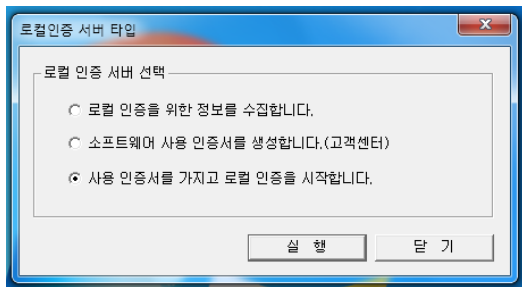 로컬인증 서버 타입
로컬 인증 서버 선택
로컬 인증을 위한 정보를 수집합니다.
소프트웨어 사용 인증서를 생성합니다.(고객센터)
사용 인증서를 가지고 로컬 인증을 시작합니다.
실 행
닫 기